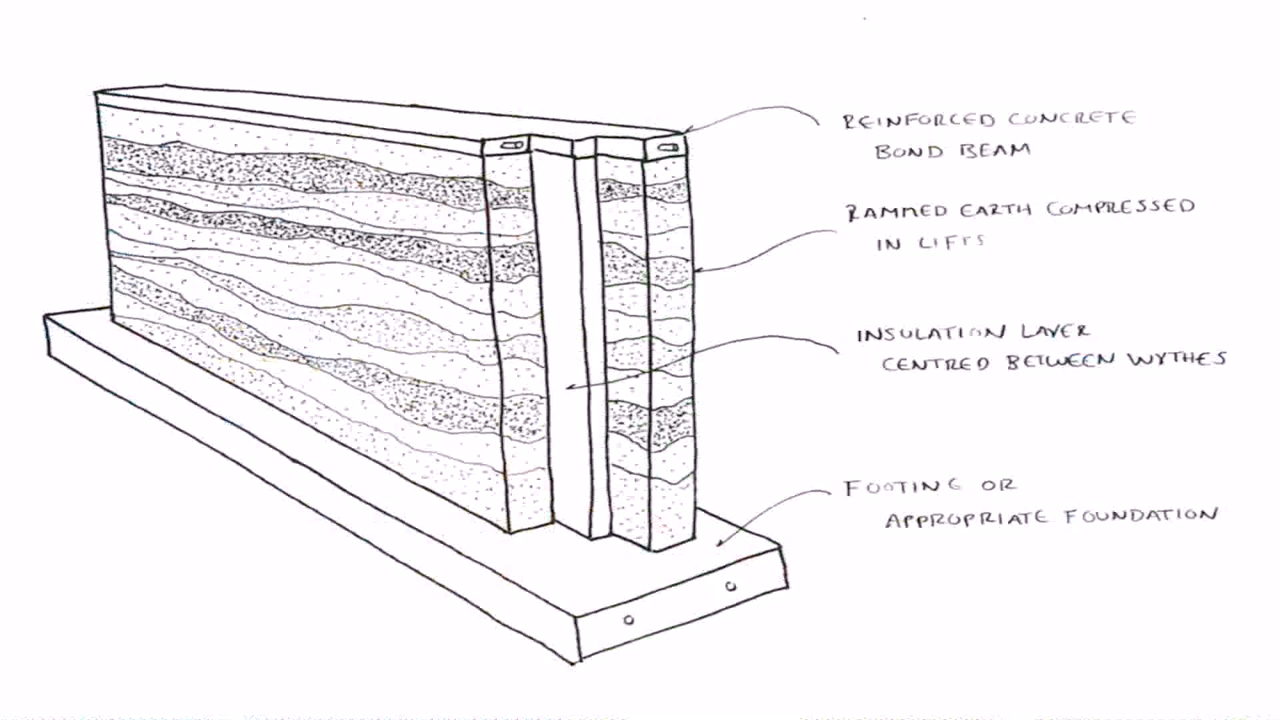 REINFORCED CONCRETE
BOND BEAM
RAMMED EARTH COMPRESSED
IN LIFTS
INSULATION LAYER
CENTRED BETWEEN WYTHES
FOOTING OR
APPROPRIATE FOUNDATION